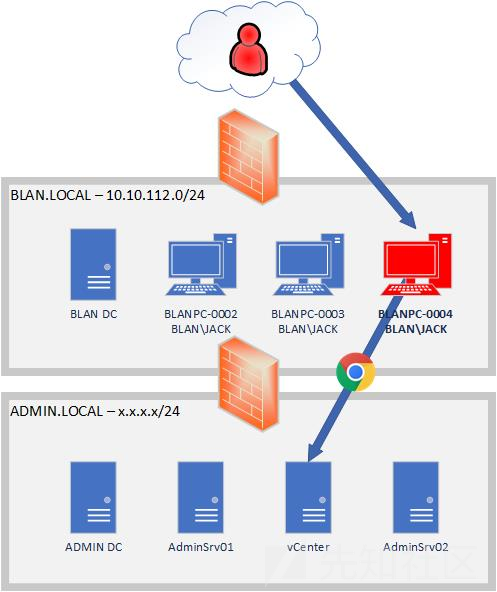 BLAN.LOCAL – 10.10.112.0/24
BLAN DC
BLANPC-0002
BLAN\JACK
BLANPC-0003
BLAN\JACK
BLANPC-0004
BLAN\JACK
ADMIN.LOCAL – x.x.x.x/24
ADMIN DC
AdminSrv01
vCenter
AdminSrv02
先知社区